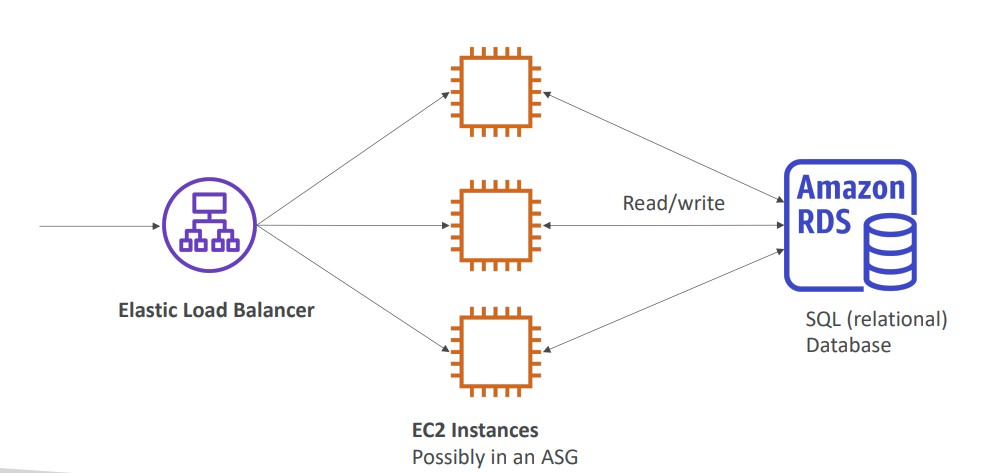 Amazon
RDS
Read/write
Elastic Load Balancer
SQL (relational)
Database
EC2 Instances
Possibly in an ASG